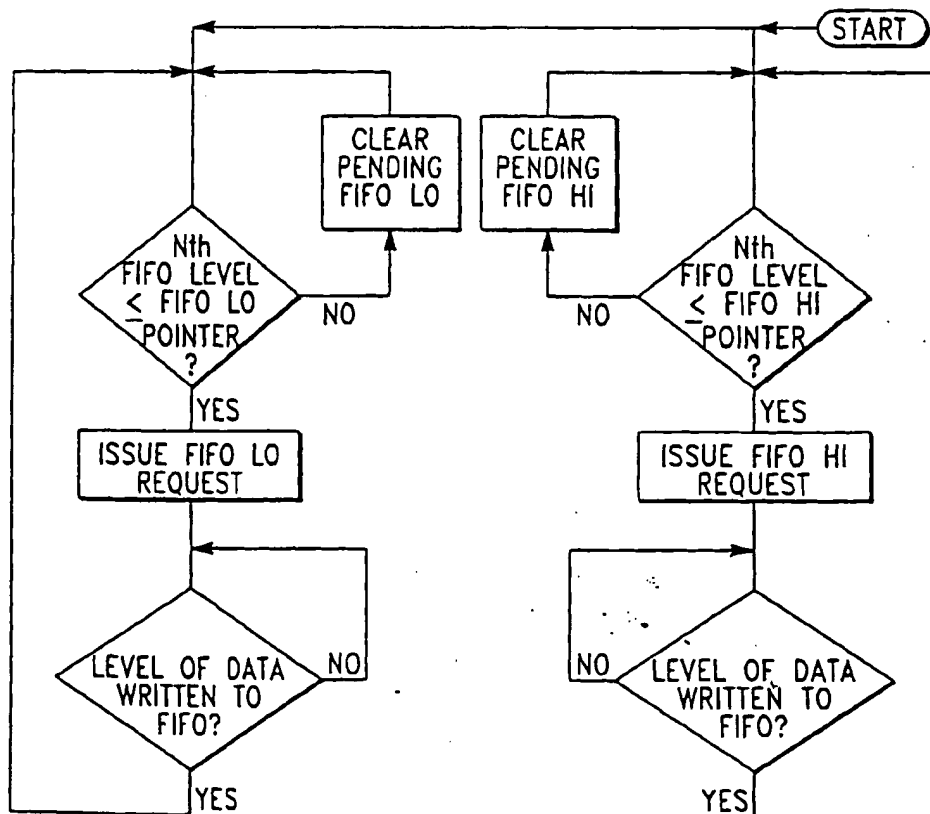 START
CLEAR
PENDING
FIFO LO
CLEAR
PENDING
FIFO HI
Nth
FIFO LEVEL
≤ FIFO LO
POINTER
?
NO
YES
ISSUE FIFO LO
REQUEST
LEVEL OF DATA
WRITTEN TO
FIFO?
NO
YES
Nth
FIFO LEVEL
≤ FIFO HI
POINTER
?
NO
YES
ISSUE FIFO HI
REQUEST
LEVEL OF DATA
WRITTEN TO
FIFO?
NO
YES